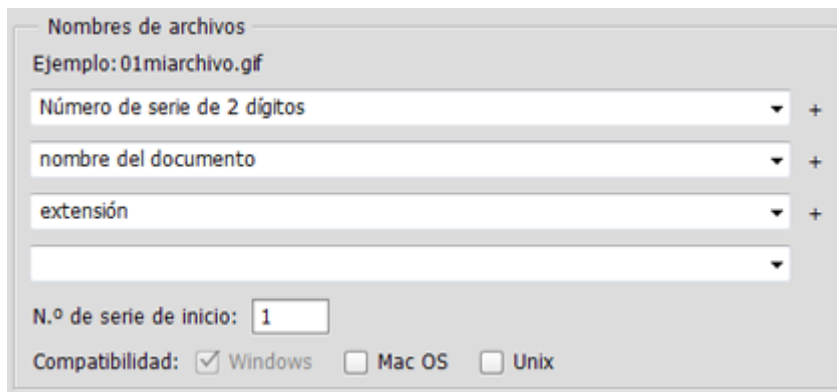 Nombres de archivos
Ejemplo: 01miarchivo.gif
Número de serie de 2 dígitos +
nombre del documento +
extensión +
N.º de serie de inicio: 1
Compatibilidad: Windows Mac OS Unix